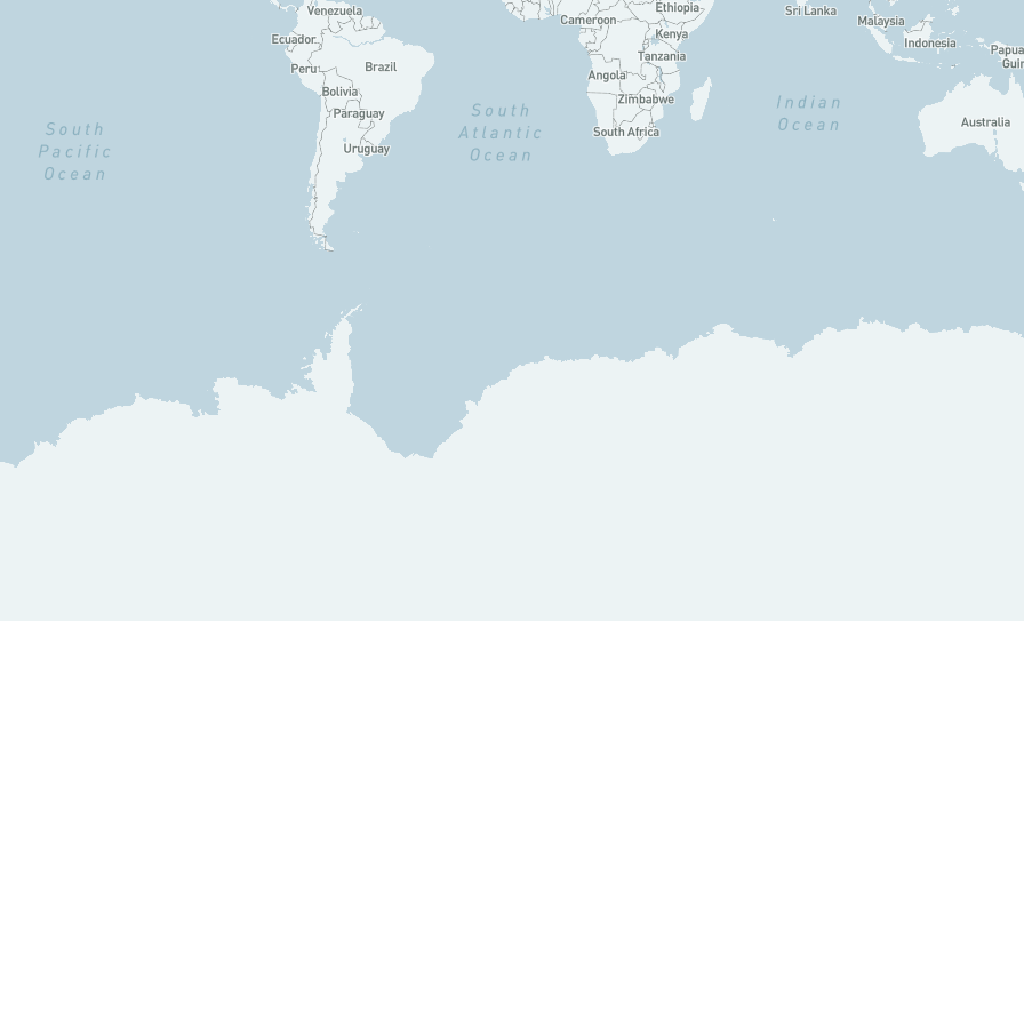 Venezuela
Ethiopia
Sri Lanka
Cameroon
Malaysia
Kenya
Ecuador
Indonesia
Papua
Guin
Tanzania
Peru
Brazil
Angola
Bolivia
Zimbabwe
Paraguay
South
Atlantic
Ocean
Indian
Ocean
Australia
South
Pacific
Ocean
South Africa
Uruguay